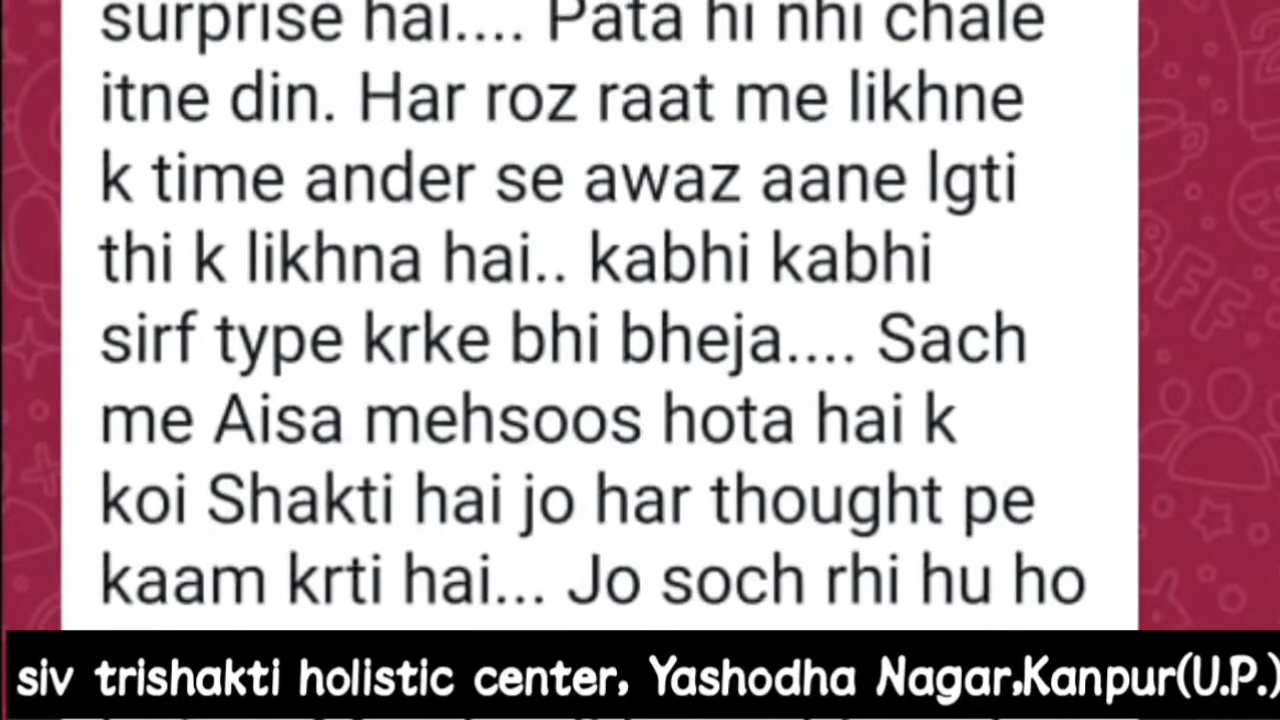 surprise hai.... Pata hi nhi chale
itne din. Har roz raat me likhne
k time ander se awaz aane lgti
thi k likhna hai.. kabhi kabhi
sirf type krke bhi bheja.... Sach
me Aisa mehsoos hota hai k
koi Shakti hai jo har thought pe
kaam krti hai... Jo soch rhi hu ho
siv trishakti holistic center, Yashodha Nagar,Kanpur(U.P.)
BFF